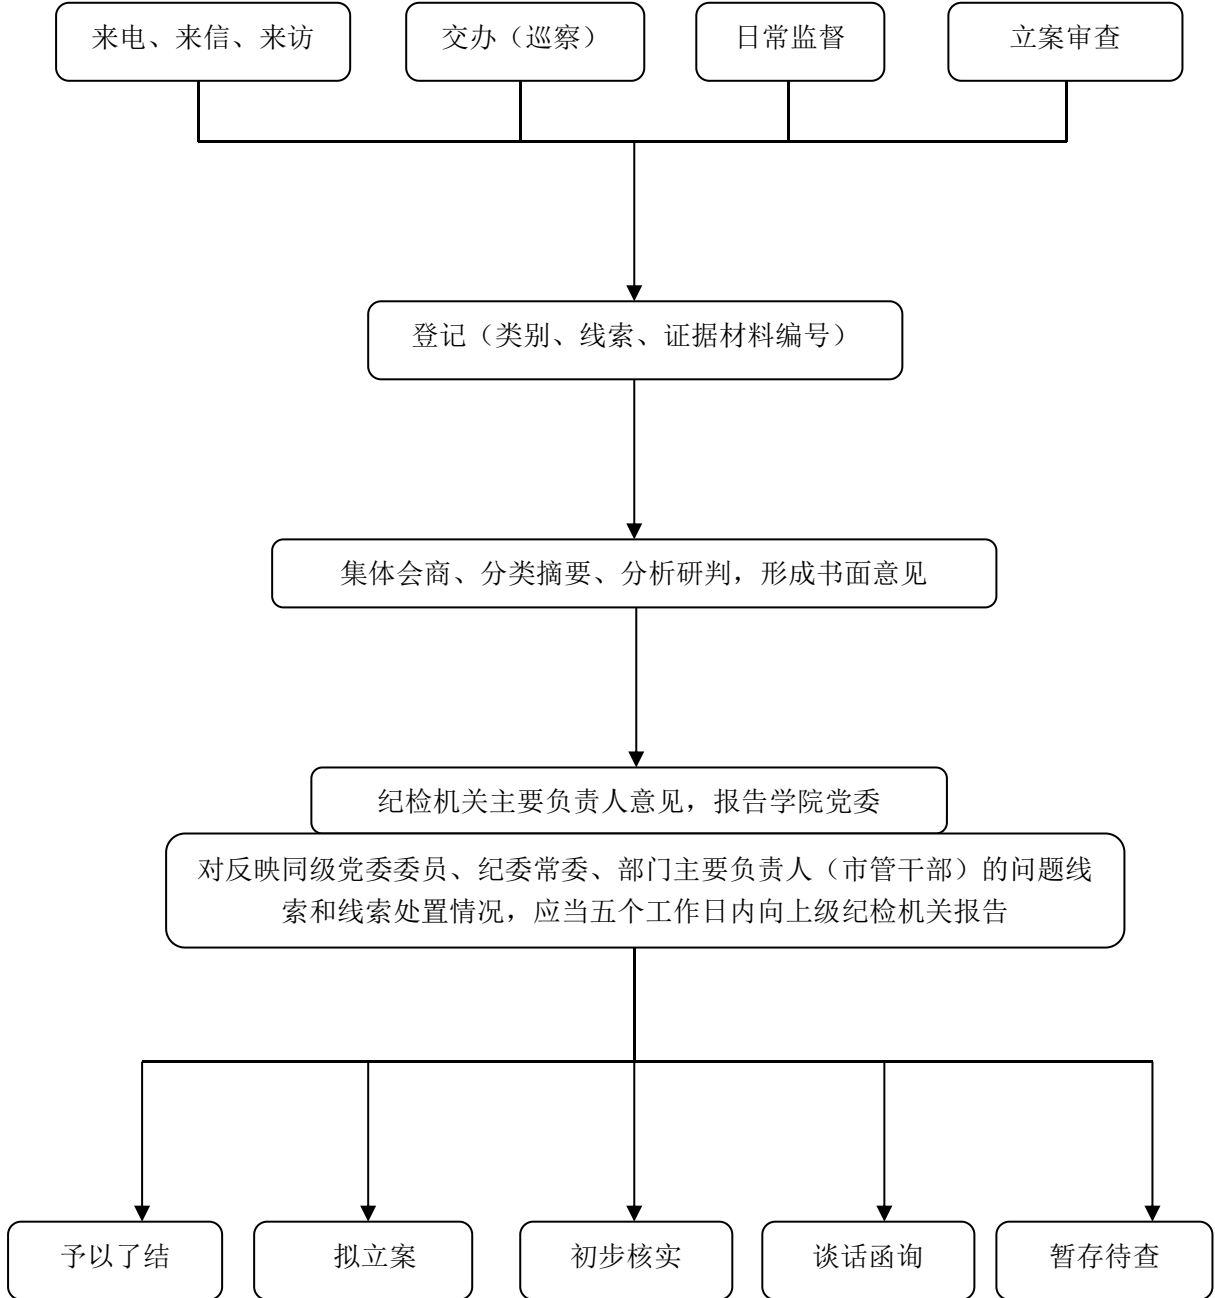 来电、来信、来访
交办（巡察）
日常监督
立案审查
登记（类别、线索、证据材料编号）
集体会商、分类摘要、分析研判，形成书面意见
纪检机关主要负责人意见，报告学院党委
对反映同级党委委员、纪委常委、部门主要负责人（市管干部）的问题线
索和线索处置情况，应当五个工作日内向上级纪检机关报告
予以了结
拟立案
初步核实
谈话函询
暂存待查